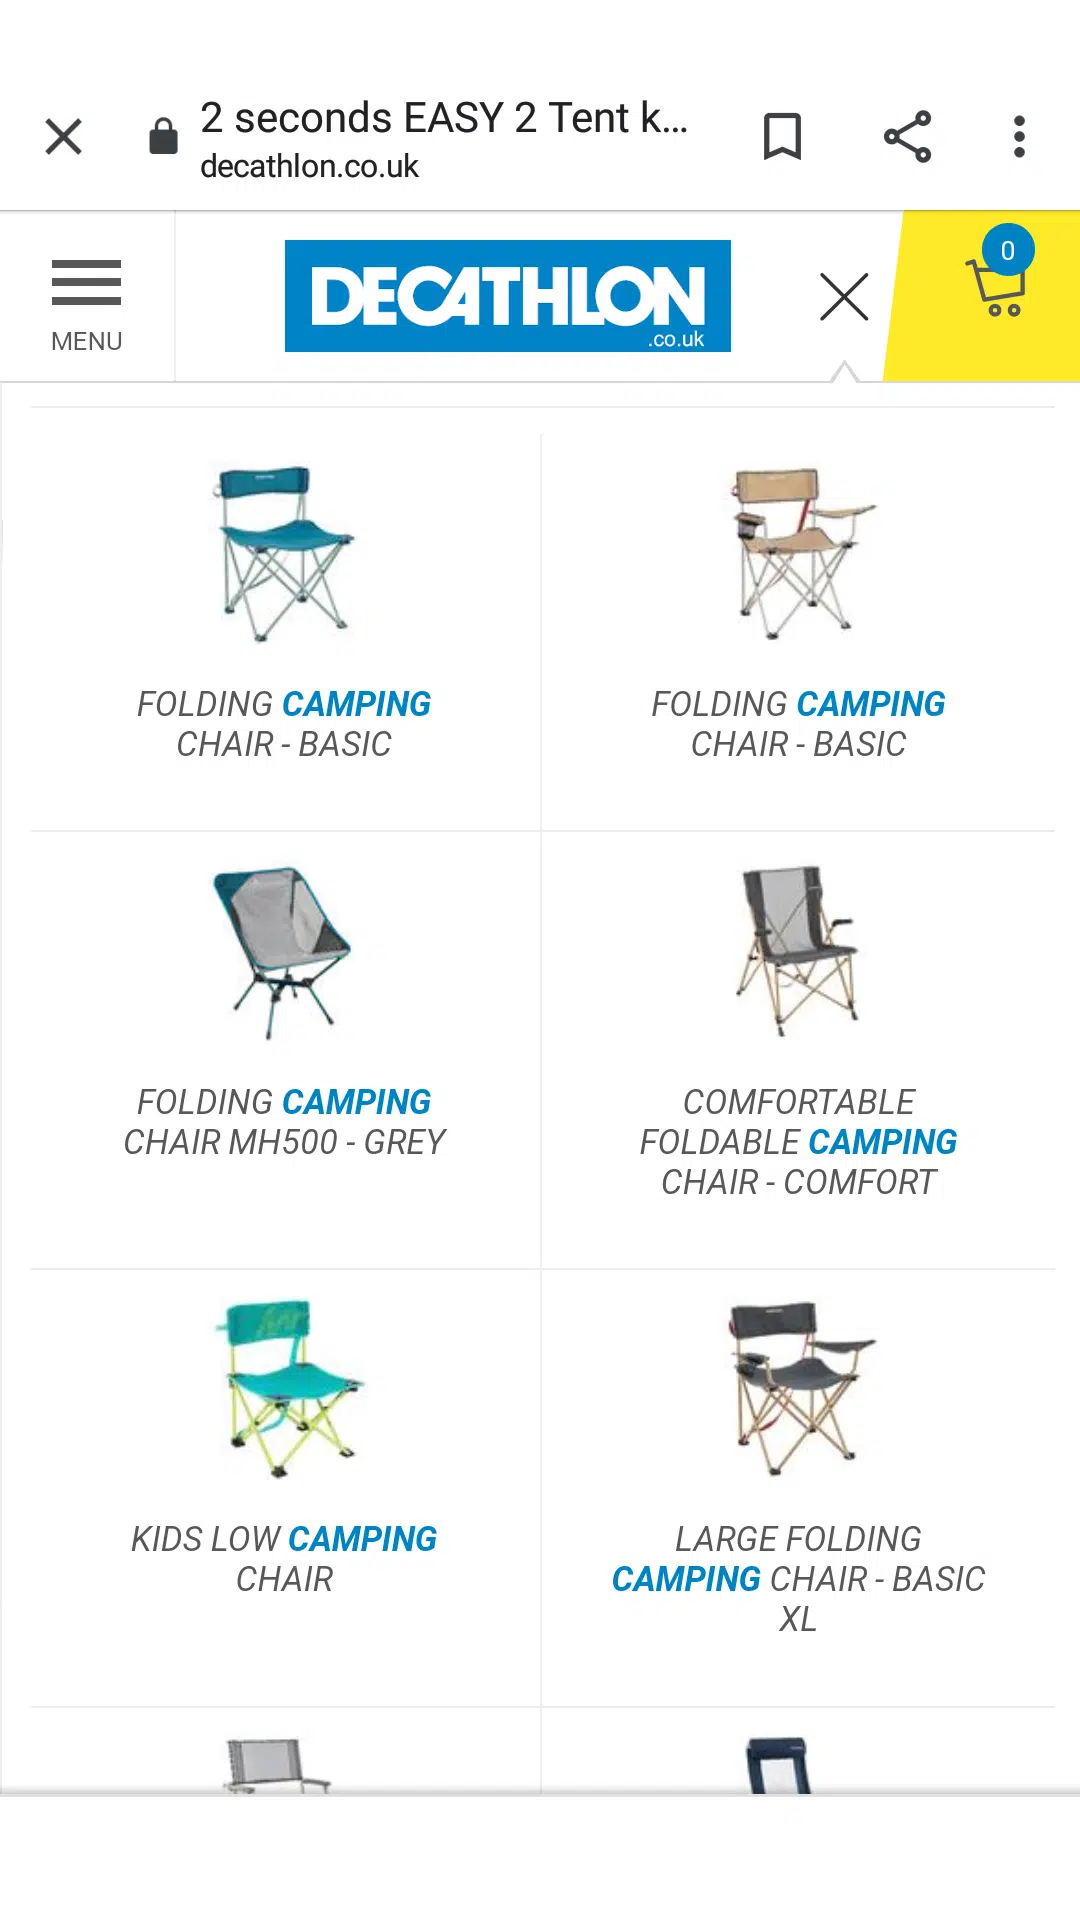 2 seconds EASY 2 Tent k...
decathlon.co.uk
MENU
DECATHLON
.co.uk
0
FOLDING CAMPING
CHAIR - BASIC
FOLDING CAMPING
CHAIR - BASIC
FOLDING CAMPING
CHAIR MH500 - GREY
COMFORTABLE
FOLDABLE CAMPING
CHAIR - COMFORT
KIDS LOW CAMPING
CHAIR
LARGE FOLDING
CAMPING CHAIR - BASIC
XL